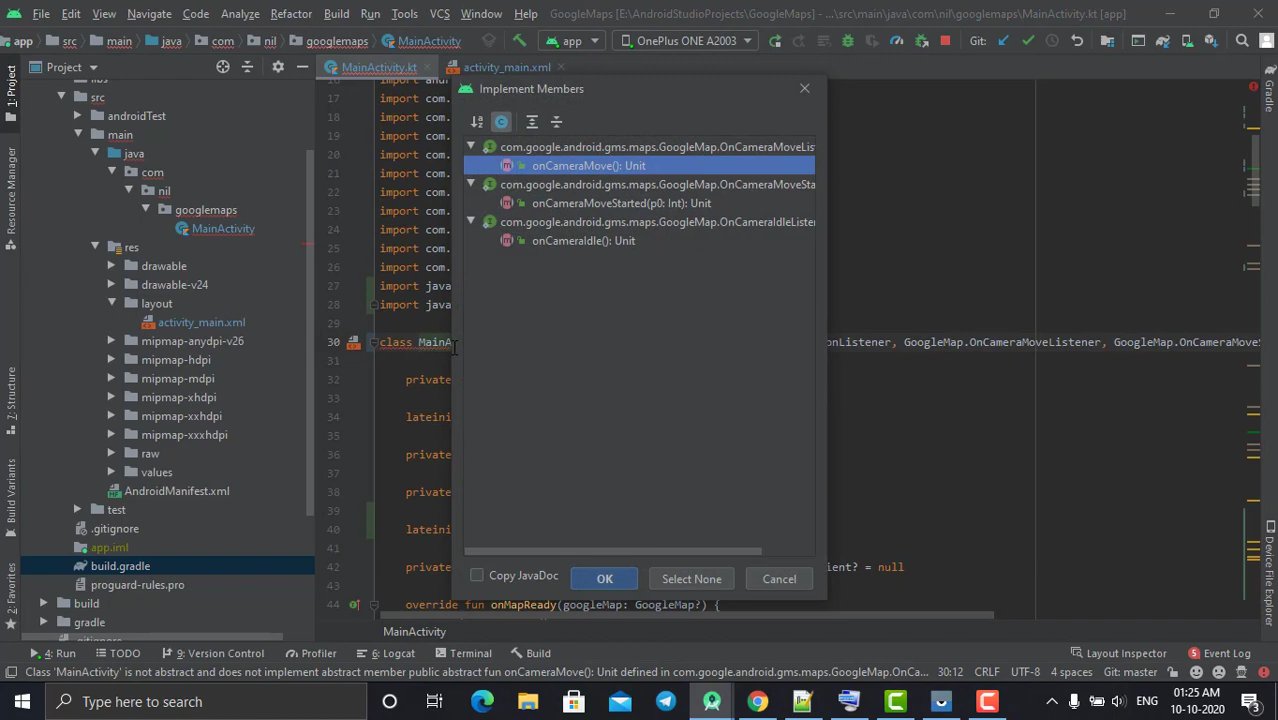 File Edit View Navigate Code Analyze Refactor Build Run Tools VCS Window Help GoogleMaps [E:\AndroidStudioProjects\GoogleMaps] - ...\src\main\java\com\nil\googlemaps\MainActivity.kt [app]
app src main java com nil googlemaps MainActivity app OnePlus ONE A2003 Git:
Project MainActivity.kt activity_main.xml
Implement Members
1: Project
Resource Manager
7: Structure
Build Variants
2: Favorites
libs
src
androidTest
main
java
com
nil
googlemaps
MainActivity
res
drawable
drawable-v24
layout
activity_main.xml
mipmap-anydpi-v26
mipmap-hdpi
mipmap-mdpi
mipmap-xhdpi
mipmap-xxhdpi
mipmap-xxxhdpi
raw
values
AndroidManifest.xml
test
.gitignore
app.iml
build.gradle
proguard-rules.pro
build
gradle
.gitignore
16 import and
17 import com.
18 import com.
19 import com.
20 import com.
21 import com.
22 import com.
23 import com.
24 import com.
25 import com.
26 import com.
27 import java
28 import java
29
30 class MainA onListener, GoogleMap.OnCameraMoveListener, GoogleMap.OnCameraMoveS
31
32 private
33
34 lateini
35
36 private
37
38 private
39
40 lateini
41
42 private ient? = null
43
44 override fun onMapReady(googleMap: GoogleMap?) {
com.google.android.gms.maps.GoogleMap.OnCameraMoveLis
onCameraMove(): Unit
com.google.android.gms.maps.GoogleMap.OnCameraMoveSta
onCameraMoveStarted(p0: Int): Unit
com.google.android.gms.maps.GoogleMap.OnCameraIdleListener
onCameraIdle(): Unit
Copy JavaDoc OK Select None Cancel
MainActivity
Gradle
Device File Explorer
4: Run TODO 9: Version Control Profiler 6: Logcat Terminal Build Layout Inspector 5 Event Log
Class 'MainActivity' is not abstract and does not implement abstract member public abstract fun onCameraMove(): Unit defined in com.google.android.gms.maps.GoogleMap.OnCa... 30:12 CRLF UTF-8 4 spaces Git: master
Type here to search ENG 01:25 AM
10-10-2020 3